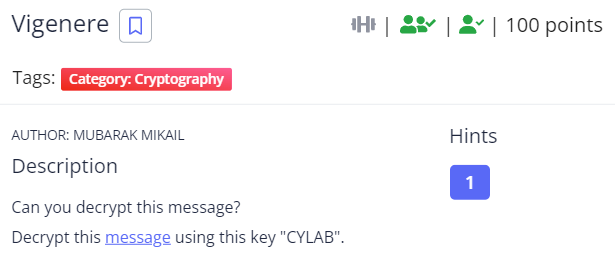 Vigenere | | | 100 points
Tags: Category: Cryptography
AUTHOR: MUBARAK MIKAIL
Hints
Description
1
Can you decrypt this message?
Decrypt this message using this key "CYLAB".